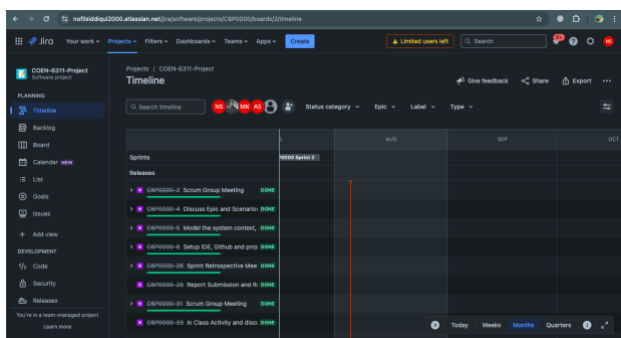 nofilsiddiqui2000.atlassian.net/jira/software/projects/C6P0000/boards/2/timeline
Jira Your work Projects Filters Dashboards Teams Apps Create Limited users left Search
COEN-6311-Project
Software project
Projects / COEN-6311-Project
Timeline
Give feedback Share Export
PLANNING
Timeline
Backlog
Board
Calendar NEW
List
Goals
Issues
Add view
DEVELOPMENT
Code
Security
Releases
You're in a team-managed project
Learn more
Search timeline NS MK AS Status category Epic Label Type
AUG SEP OCT
Sprints P0000 Sprint 2
Releases
C6P0000-2 Scrum Group Meeting DONE
C6P0000-4 Discuss Epic and Scenario DONE
C6P0000-5 Model the system context, DONE
C6P0000-6 Setup IDE, Github and proj DONE
Sprint Retrospective Mee DONE
Report Submission and R DONE
C6P0000-31 Scrum Group Meeting DONE
C6P0000-33 In Class Activity and disc DONE
Today Weeks Months Quarters